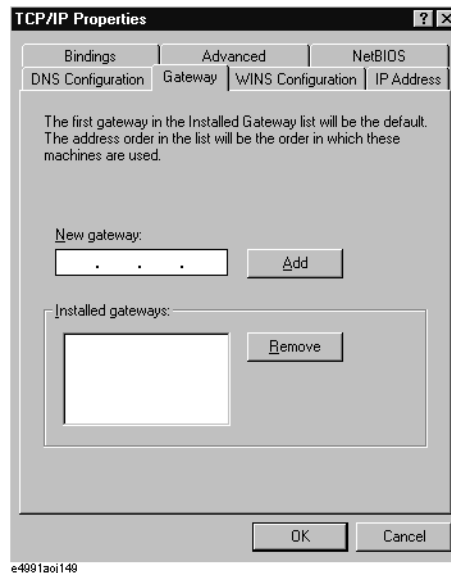 TCP/IP Properties
Bindings Advanced NetBIOS
DNS Configuration Gateway WINS Configuration IP Address
The first gateway in the Installed Gateway list will be the default.
The address order in the list will be the order in which these
machines are used.
New gateway:
. . .
Add
Installed gateways:
Remove
OK Cancel
e4991aoi149